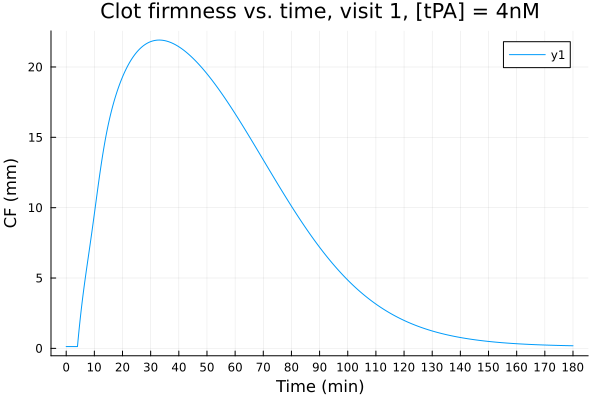 Clot firmness vs. time, visit 1, [tPA] = 4nM
y1
CF (mm)
20
15
10
5
0
0 10 20 30 40 50 60 70 80 90 100 110 120 130 140 150 160 170 180
Time (min)